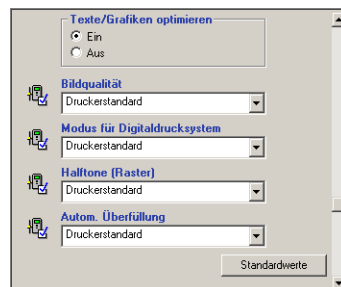 Texte/Grafiken optimieren
Ein
Aus
Bildqualität
Druckerstandard
Modus für Digitaldrucksystem
Druckerstandard
Halftone (Raster)
Druckerstandard
Autom. Überfüllung
Druckerstandard
Standardwerte